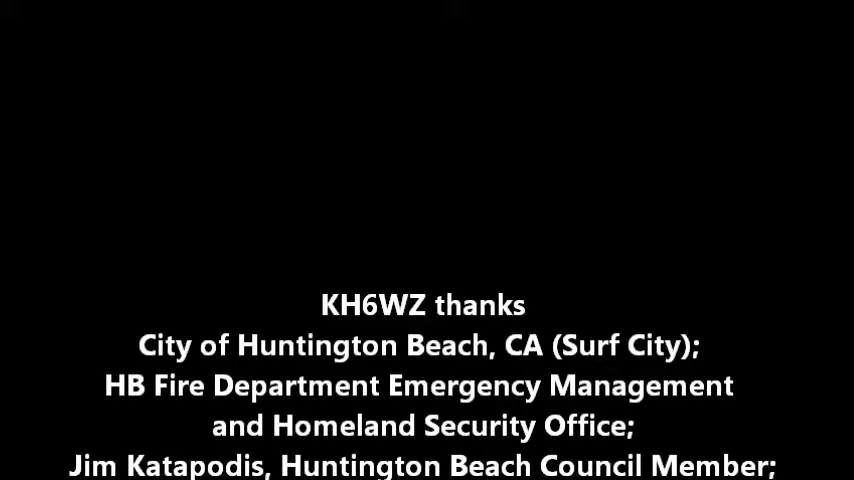 KH6WZ thanks
City of Huntington Beach, CA (Surf City);
HB Fire Department Emergency Management
and Homeland Security Office;
Jim Katapodis, Huntington Beach Council Member;